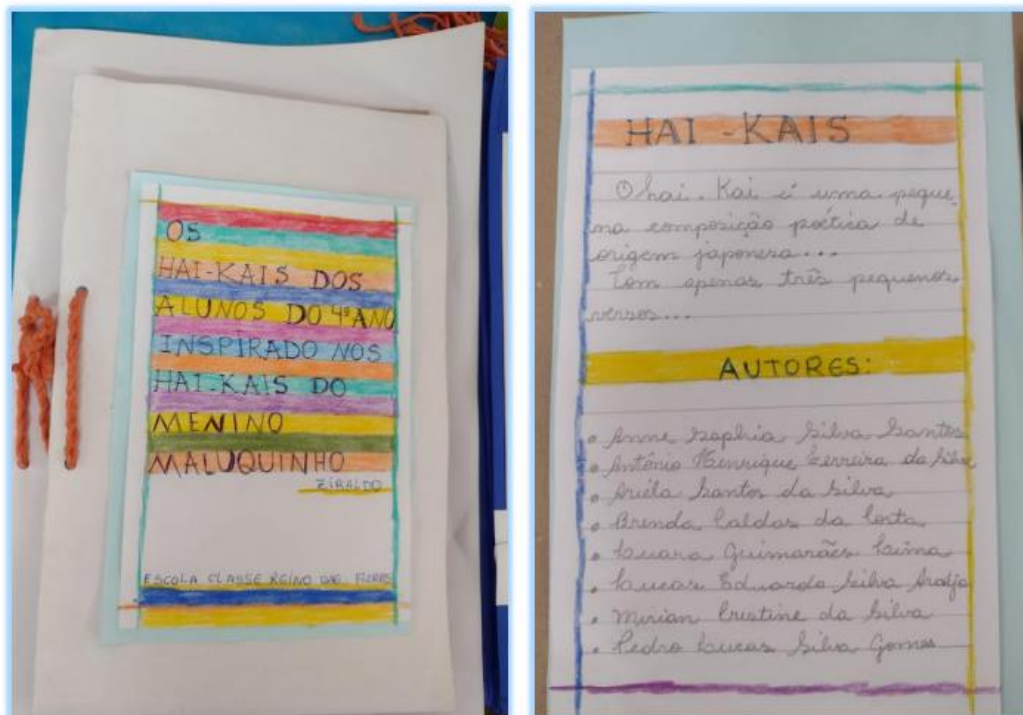 OS
HAI-KAIS DOS
ALUNOS DO 4º ANO
INSPIRADO NOS
HAI-KAIS DO
MENINO
MALUQUINHO
ZIRALDO
ESCOLA CLASSE REINO DAS FLORES
HAI-KAIS
O hai-Kai é uma peque
na composição poética de
origem japonesa...
Tem apenas três pequenos
versos...
AUTORES:
• Anne Sophia Silva Santos
• Antônio Henrique Ferreira da Silva
• Ariéla Santos da Silva
• Brenda Caldas da Costa
• Luara Guimarães Lima
• Lucas Eduardo Silva Araújo
• Mirian Cristine da Silva
• Pedro Lucas Silva Gomes